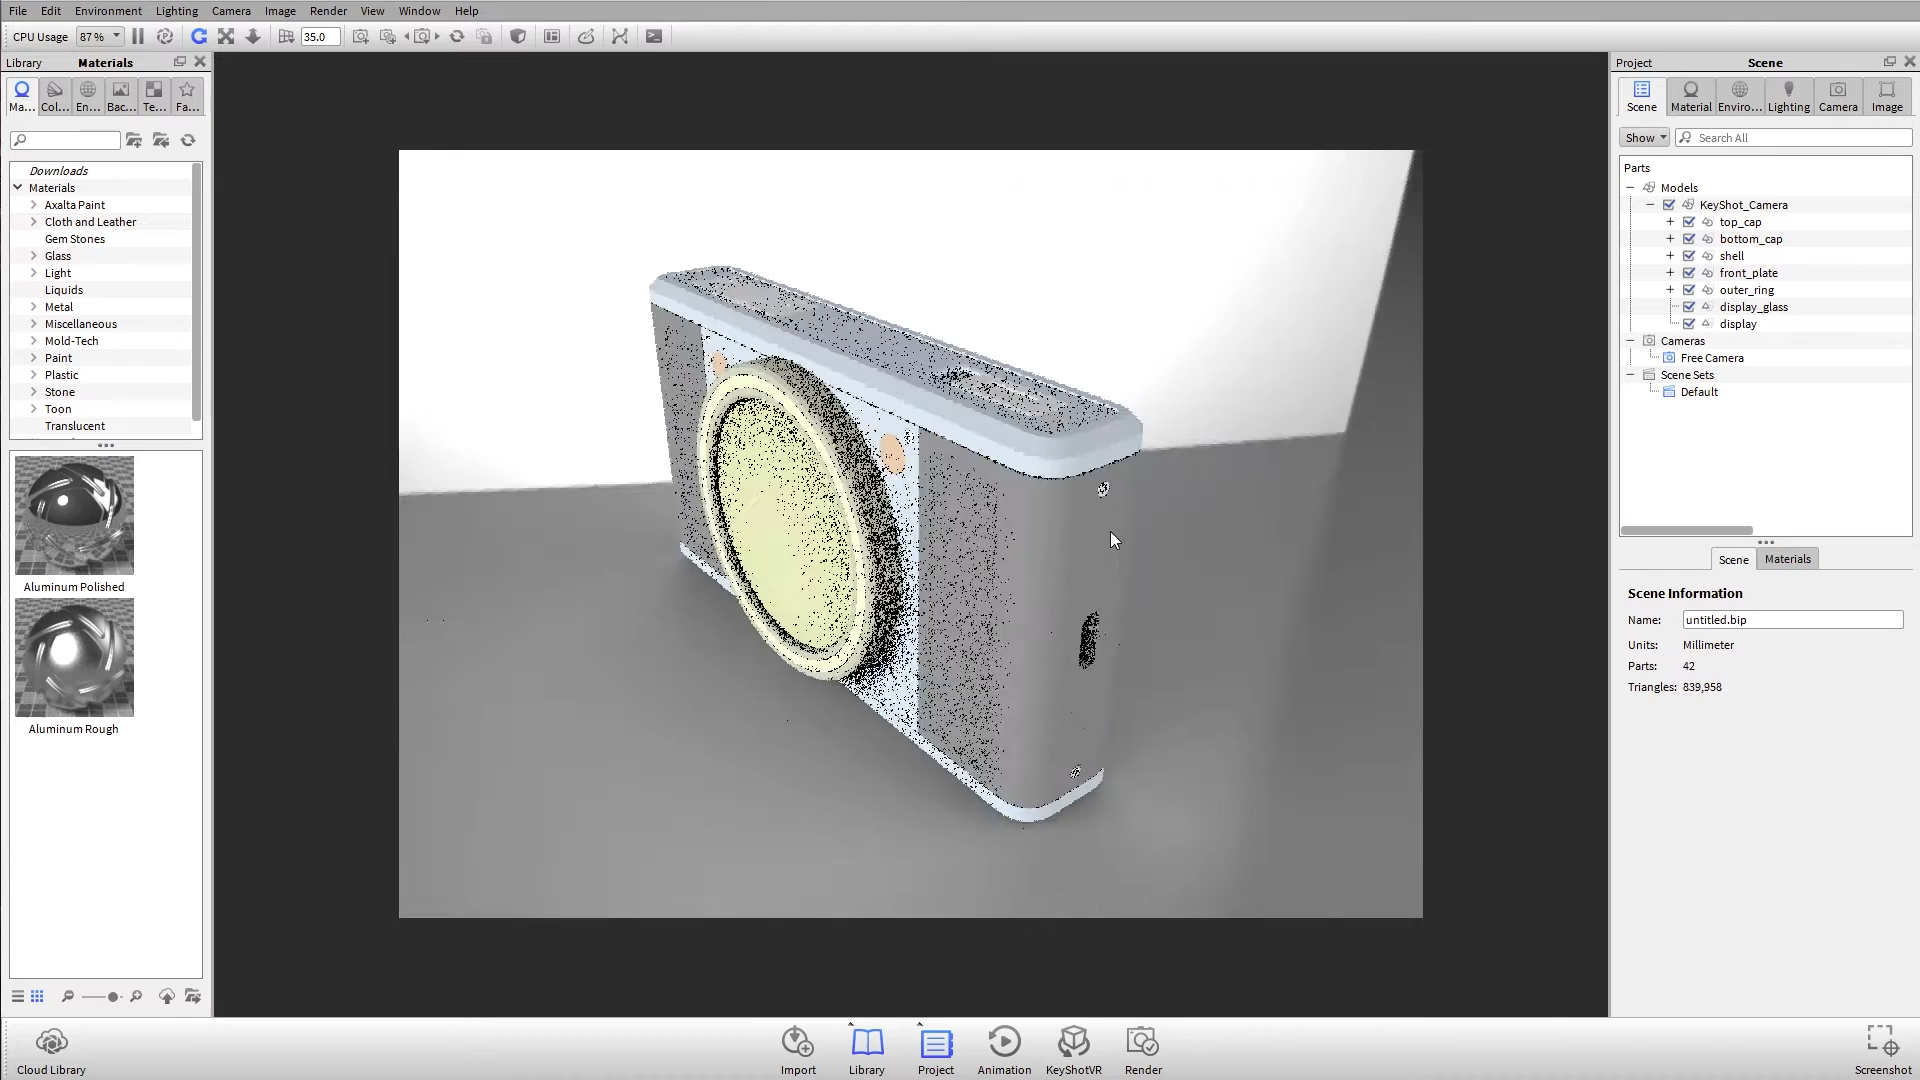 File Edit Environment Lighting Camera Image Render View Window Help
CPU Usage 87 % 35.0
Library Materials
Ma... Col... En... Bac... Te... Fa...
Downloads
Materials
Axalta Paint
Cloth and Leather
Gem Stones
Glass
Light
Liquids
Metal
Miscellaneous
Mold-Tech
Paint
Plastic
Stone
Toon
Translucent
Aluminum Polished
Aluminum Rough
Project Scene
Scene Material Enviro... Lighting Camera Image
Show Search All
Parts
Models
KeyShot_Camera
top_cap
bottom_cap
shell
front_plate
outer_ring
display_glass
display
Cameras
Free Camera
Scene Sets
Default
Scene Materials
Scene Information
Name: untitled.bip
Units: Millimeter
Parts: 42
Triangles: 839,958
Cloud Library Import Library Project Animation KeyShotVR Render Screenshot